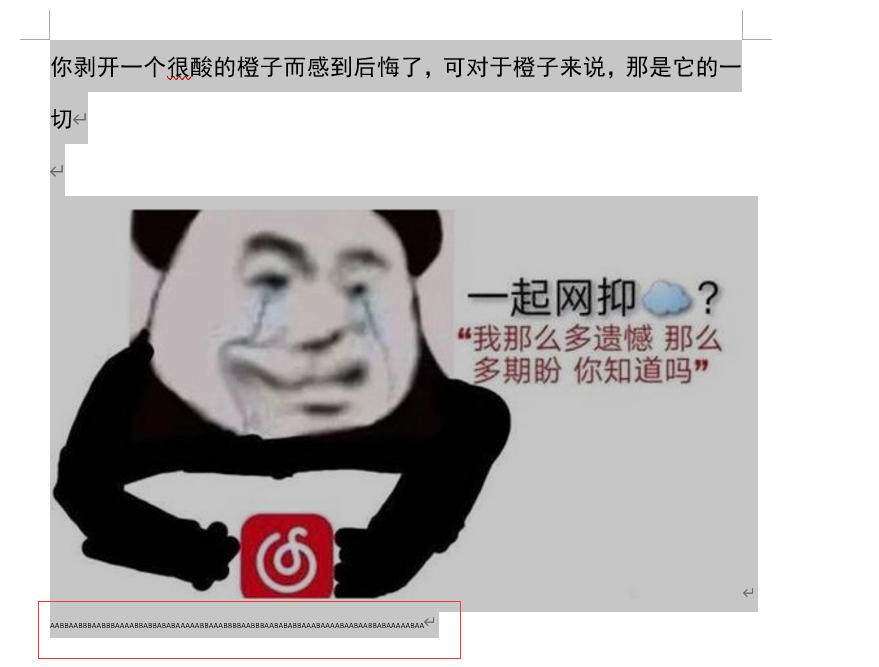 你剥开一个很酸的橙子而感到后悔了，可对于橙子来说，那是它的一
切
一起网抑☁️?
“我那么多遗憾 那么
多期盼 你知道吗”